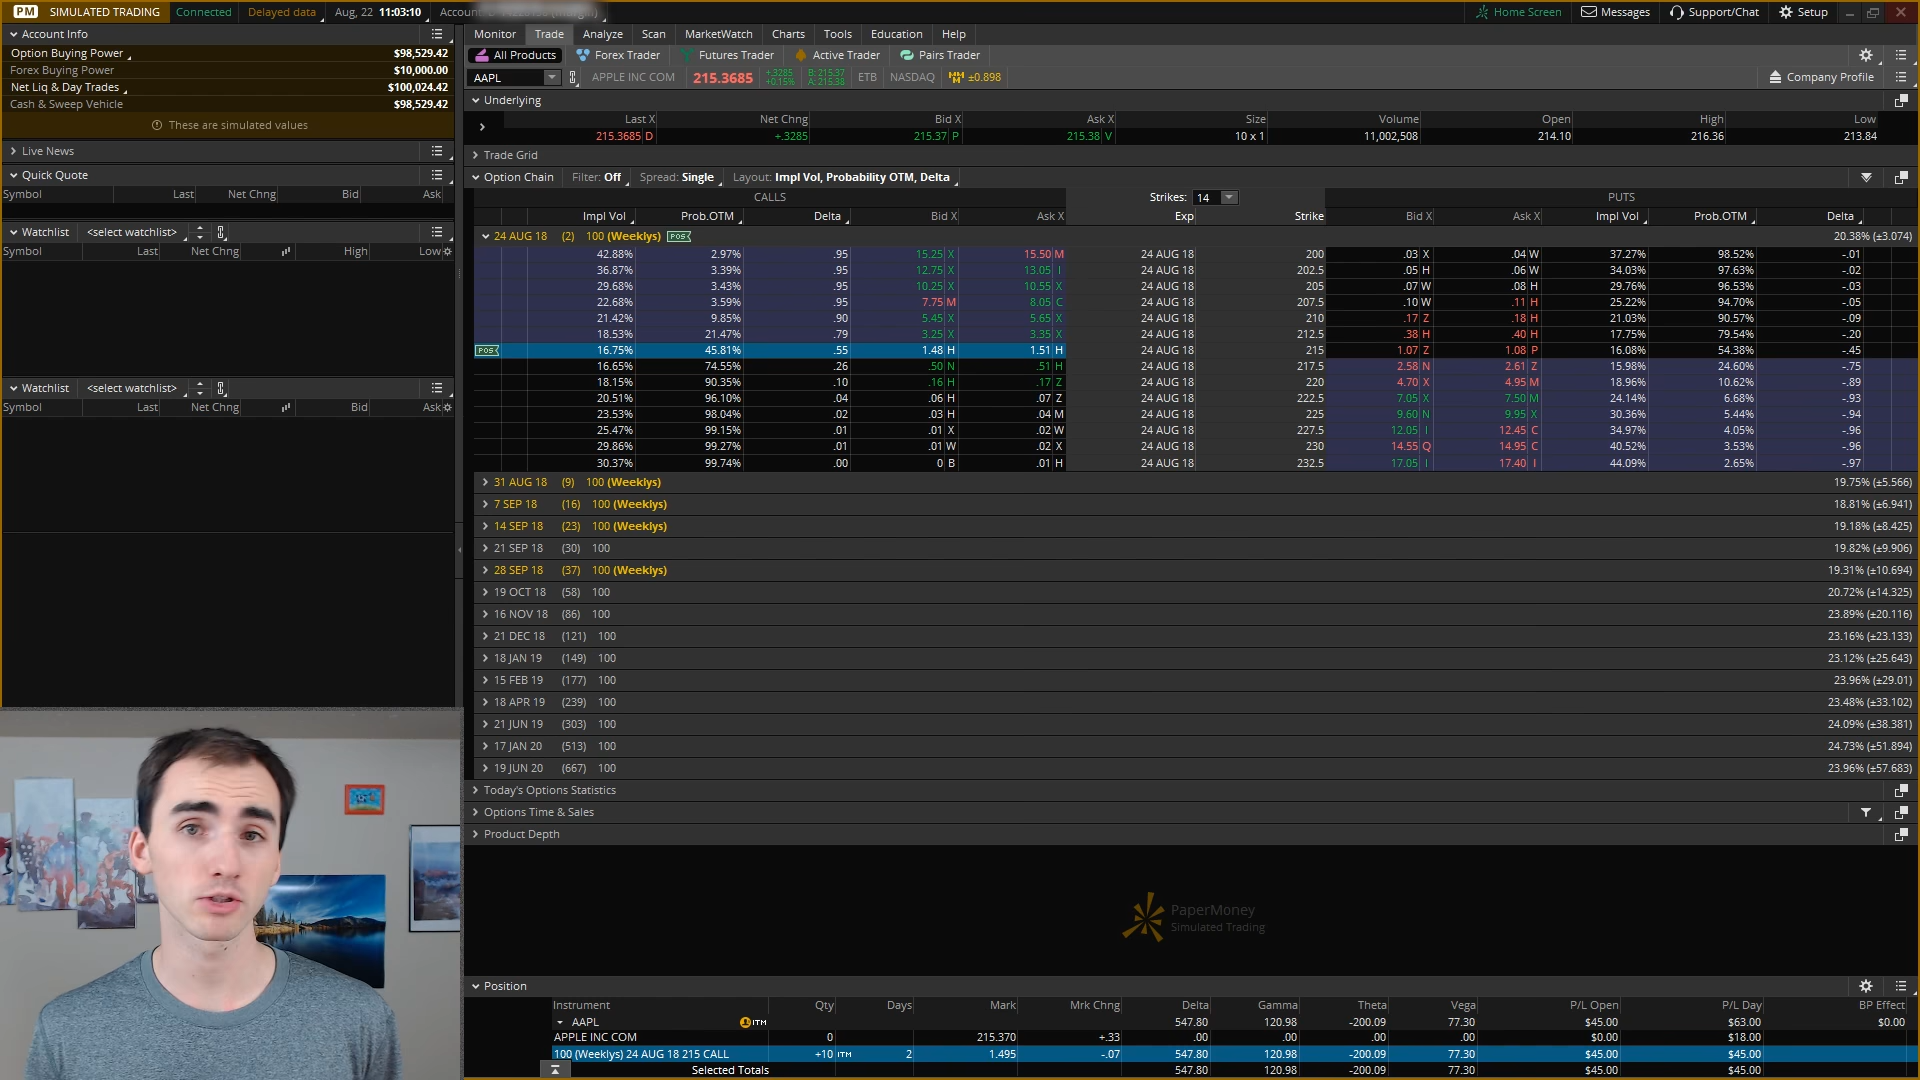 PM SIMULATED TRADING Connected Delayed data Aug, 22 11:03:10 Home Screen Messages Support/Chat Setup
Account Info
Option Buying Power $98,529.42
Forex Buying Power $10,000.00
Net Liq & Day Trades $100,024.42
Cash & Sweep Vehicle $98,529.42
These are simulated values
Live News
Quick Quote
Symbol Last Net Chng Bid Ask
Watchlist <select watchlist>
Symbol Last Net Chng High Low
Watchlist <select watchlist>
Symbol Last Net Chng Bid Ask
Monitor Trade Analyze Scan MarketWatch Charts Tools Education Help
All Products Forex Trader Futures Trader Active Trader Pairs Trader
AAPL APPLE INC COM 215.3685 +.3285 +0.15% B: 215.37 A: 215.38 ETB NASDAQ ±0.898 Company Profile
Underlying
Last X Net Chng Bid X Ask X Size Volume Open High Low
215.3685 D +.3285 215.37 P 215.38 V 10 x 1 11,002,508 214.10 216.36 213.84
Trade Grid
Option Chain Filter: Off Spread: Single Layout: Impl Vol, Probability OTM, Delta
CALLS Strikes: 14 PUTS
Impl Vol Prob.OTM Delta Bid X Ask X Exp Strike Bid X Ask X Impl Vol Prob.OTM Delta
24 AUG 18 (2) 100 (Weeklys) POS 20.38% (±3.074)
42.88% 2.97% .95 15.25 X 15.50 M 24 AUG 18 200 .03 X .04 W 37.27% 98.52% -.01
36.87% 3.39% .95 12.75 X 13.05 I 24 AUG 18 202.5 .05 H .06 W 34.03% 97.63% -.02
29.68% 3.43% .95 10.25 X 10.55 X 24 AUG 18 205 .07 W .08 H 29.76% 96.53% -.03
22.68% 3.59% .95 7.75 M 8.05 C 24 AUG 18 207.5 .10 W .11 H 25.22% 94.70% -.05
21.42% 9.85% .90 5.45 X 5.65 X 24 AUG 18 210 .17 Z .18 H 21.03% 90.57% -.09
18.53% 21.47% .79 3.25 X 3.35 X 24 AUG 18 212.5 .38 H .40 H 17.75% 79.54% -.20
POS 16.75% 45.81% .55 1.48 H 1.51 H 24 AUG 18 215 1.07 Z 1.08 P 16.08% 54.38% -.45
16.65% 74.55% .26 .50 N .51 H 24 AUG 18 217.5 2.58 N 2.61 Z 15.98% 24.60% -.75
18.15% 90.35% .10 .16 H .17 Z 24 AUG 18 220 4.70 X 4.95 M 18.96% 10.62% -.89
20.51% 96.10% .04 .06 H .07 Z 24 AUG 18 222.5 7.05 X 7.50 M 24.14% 6.68% -.93
23.53% 98.04% .02 .03 H .04 M 24 AUG 18 225 9.60 N 9.95 X 30.36% 5.44% -.94
25.47% 99.15% .01 .01 X .02 W 24 AUG 18 227.5 12.05 I 12.45 C 34.97% 4.05% -.96
29.86% 99.27% .01 .01 W .02 X 24 AUG 18 230 14.55 Q 14.95 C 40.52% 3.53% -.96
30.37% 99.74% .00 0 B .01 H 24 AUG 18 232.5 17.05 I 17.40 I 44.09% 2.65% -.97
31 AUG 18 (9) 100 (Weeklys) 19.75% (±5.566)
7 SEP 18 (16) 100 (Weeklys) 18.81% (±6.941)
14 SEP 18 (23) 100 (Weeklys) 19.18% (±8.425)
21 SEP 18 (30) 100 19.82% (±9.906)
28 SEP 18 (37) 100 (Weeklys) 19.31% (±10.694)
19 OCT 18 (58) 100 20.72% (±14.325)
16 NOV 18 (86) 100 23.89% (±20.116)
21 DEC 18 (121) 100 23.16% (±23.133)
18 JAN 19 (149) 100 23.12% (±25.643)
15 FEB 19 (177) 100 23.96% (±29.01)
18 APR 19 (239) 100 23.48% (±33.102)
21 JUN 19 (303) 100 24.09% (±38.381)
17 JAN 20 (513) 100 24.73% (±51.894)
19 JUN 20 (667) 100 23.96% (±57.683)
Today's Options Statistics
Options Time & Sales
Product Depth
PaperMoney
Simulated Trading
Position
Instrument Qty Days Mark Mrk Chng Delta Gamma Theta Vega P/L Open P/L Day BP Effect
AAPL ITM 547.80 120.98 -200.09 77.30 $45.00 $63.00 $0.00
APPLE INC COM 0 215.370 +.33 .00 .00 .00 .00 $0.00 $18.00
100 (Weeklys) 24 AUG 18 215 CALL +10 ITM 2 1.495 -.07 547.80 120.98 -200.09 77.30 $45.00 $45.00
Selected Totals 547.80 120.98 -200.09 77.30 $45.00 $45.00